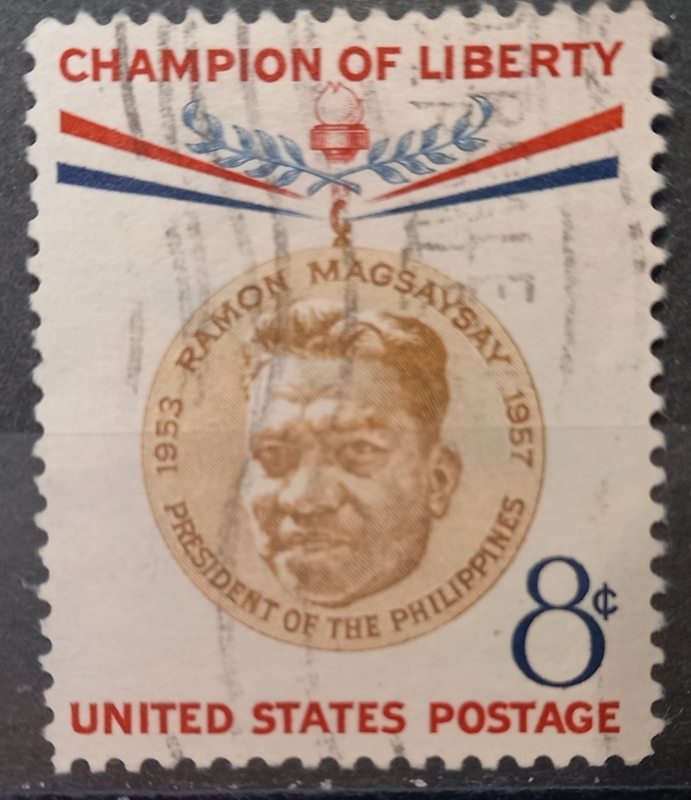 CHAMPION OF LIBERTY
RAMON MAGSAYSAY
1953
1957
PRESIDENT OF THE PHILIPPINES
8¢
UNITED STATES POSTAGE